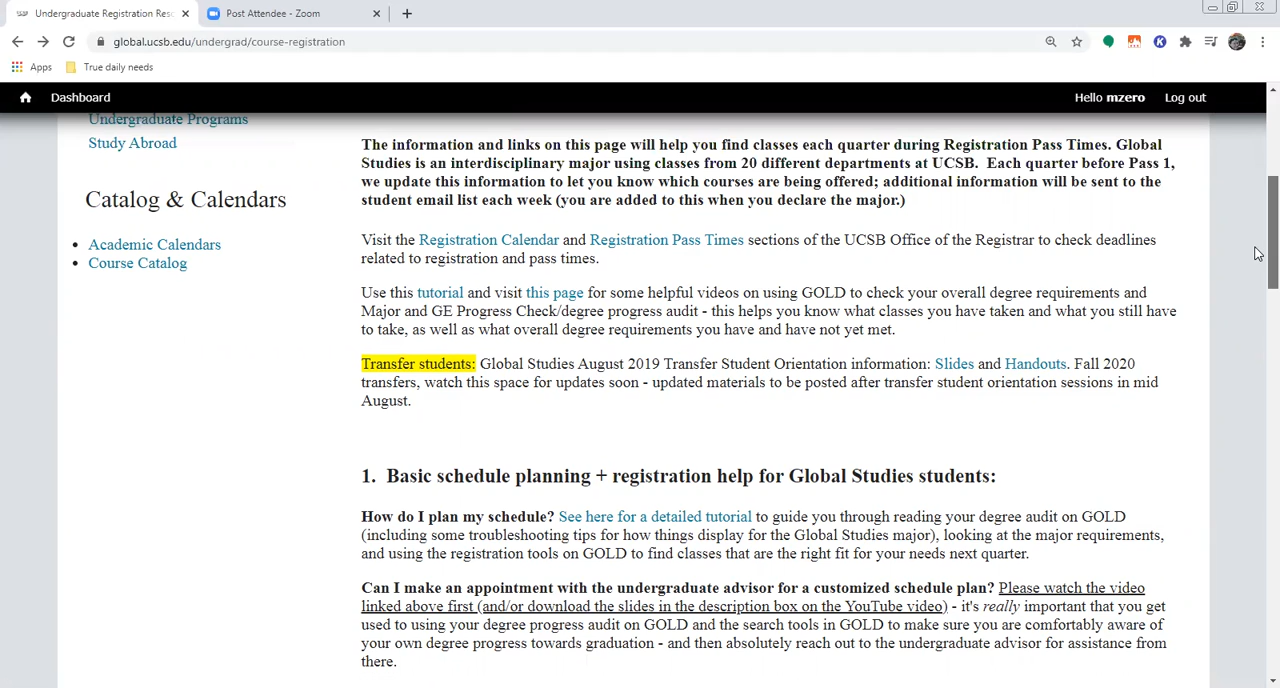 Undergraduate Registration Res
Post Attendee - Zoom
global.ucsb.edu/undergrad/course-registration
Apps
True daily needs
Dashboard
Hello mzero
Log out
Undergraduate Programs
Study Abroad
Catalog & Calendars
Academic Calendars
Course Catalog
The information and links on this page will help you find classes each quarter during Registration Pass Times. Global
Studies is an interdisciplinary major using classes from 20 different departments at UCSB.  Each quarter before Pass 1,
we update this information to let you know which courses are being offered; additional information will be sent to the
student email list each week (you are added to this when you declare the major.)
Visit the Registration Calendar and Registration Pass Times sections of the UCSB Office of the Registrar to check deadlines
related to registration and pass times.
Use this tutorial and visit this page for some helpful videos on using GOLD to check your overall degree requirements and
Major and GE Progress Check/degree progress audit - this helps you know what classes you have taken and what you still have
to take, as well as what overall degree requirements you have and have not yet met.
Transfer students: Global Studies August 2019 Transfer Student Orientation information: Slides and Handouts. Fall 2020
transfers, watch this space for updates soon - updated materials to be posted after transfer student orientation sessions in mid
August.
1.  Basic schedule planning + registration help for Global Studies students:
How do I plan my schedule? See here for a detailed tutorial to guide you through reading your degree audit on GOLD
(including some troubleshooting tips for how things display for the Global Studies major), looking at the major requirements,
and using the registration tools on GOLD to find classes that are the right fit for your needs next quarter.
Can I make an appointment with the undergraduate advisor for a customized schedule plan? Please watch the video
linked above first (and/or download the slides in the description box on the YouTube video) - it's really important that you get
used to using your degree progress audit on GOLD and the search tools in GOLD to make sure you are comfortably aware of
your own degree progress towards graduation - and then absolutely reach out to the undergraduate advisor for assistance from
there.